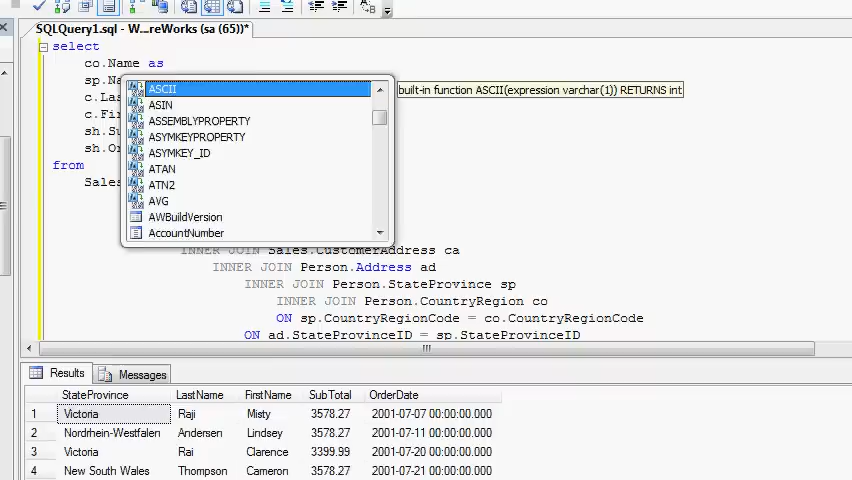 SQLQuery1.sql - W...reWorks (sa (65))*
select
co.Name as
sp.Na
c.Las
c.Fir
sh.Su
sh.Or
from
Sales
ASCII
ASIN
ASSEMBLYPROPERTY
ASYMKEYPROPERTY
ASYMKEY_ID
ATAN
ATN2
AVG
AWBuildVersion
AccountNumber
built-in function ASCII(expression varchar(1)) RETURNS int
INNER JOIN Sales.CustomerAddress ca
INNER JOIN Person.Address ad
INNER JOIN Person.StateProvince sp
INNER JOIN Person.CountryRegion co
ON sp.CountryRegionCode = co.CountryRegionCode
ON ad.StateProvinceID = sp.StateProvinceID
Results Messages
StateProvince LastName FirstName SubTotal OrderDate
1 Victoria Raji Misty 3578.27 2001-07-07 00:00:00.000
2 Nordrhein-Westfalen Andersen Lindsey 3578.27 2001-07-11 00:00:00.000
3 Victoria Rai Clarence 3399.99 2001-07-20 00:00:00.000
4 New South Wales Thompson Cameron 3578.27 2001-07-21 00:00:00.000